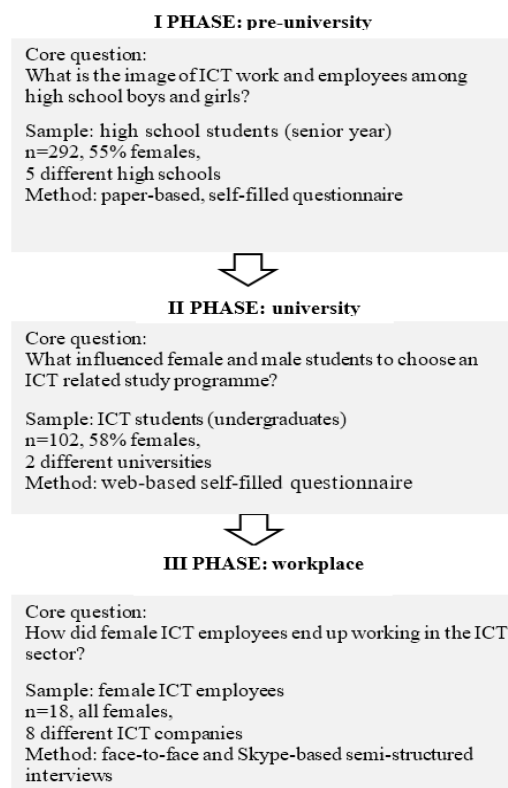 I PHASE: pre-university
Core question:
What is the image of ICT work and employees among
high school boys and girls?
Sample: high school students (senior year)
n=292, 55% females,
5 different high schools
Method: paper-based, self-filled questionnaire
II PHASE: university
Core question:
What influenced female and male students to choose an
ICT related study programme?
Sample: ICT students (undergraduates)
n=102, 58% females,
2 different universities
Method: web-based self-filled questionnaire
III PHASE: workplace
Core question:
How did female ICT employees end up working in the ICT
sector?
Sample: female ICT employees
n=18, all females,
8 different ICT companies
Method: face-to-face and Skype-based semi-structured
interviews